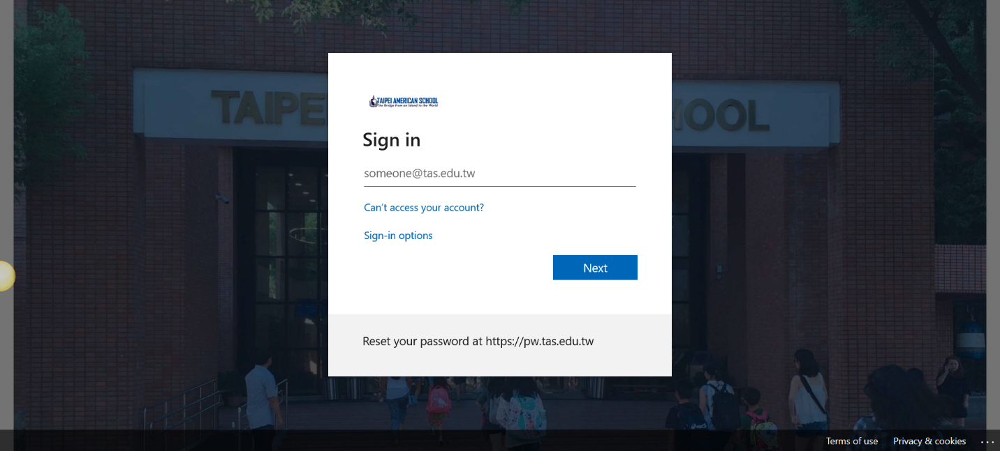 TAIPEI AMERICAN SCHOOL
The Bridge from an Island to the World
Sign in
someone@tas.edu.tw
Can't access your account?
Sign-in options
Next
Reset your password at https://pw.tas.edu.tw
TAIPE
HOOL
Terms of use
Privacy & cookies
...